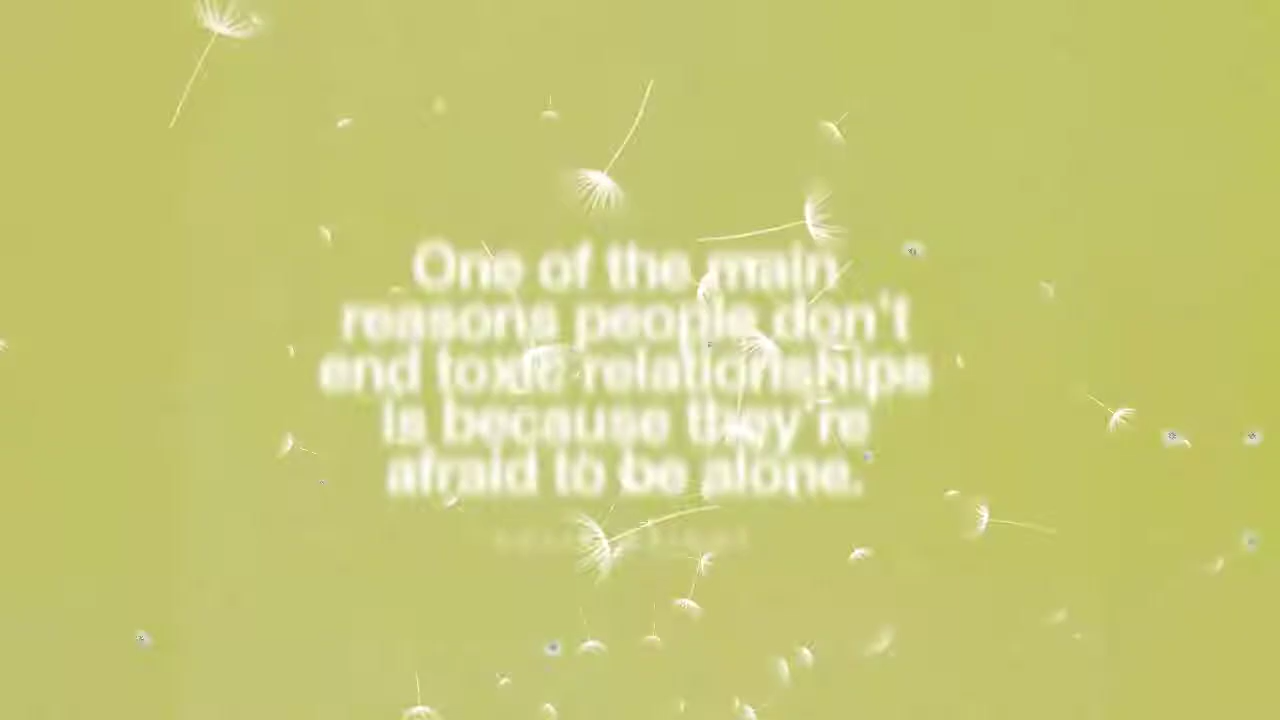 One of the main
reasons people don't
end toxic relationships
is because they're
afraid to be alone.